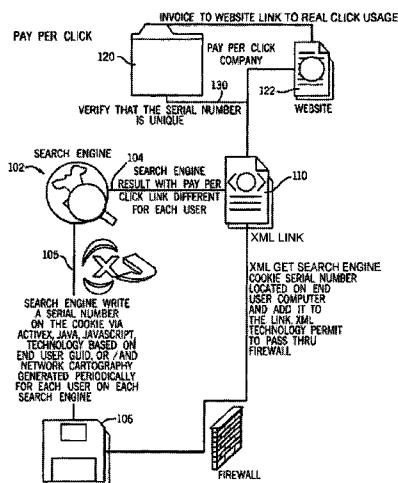 INVOICE TO WEBSITE LINK TO REAL CLICK USAGE
PAY PER CLICK
120
PAY PER CLICK
COMPANY
130
122
WEBSITE
VERIFY THAT THE SERIAL NUMBER
IS UNIQUE
SEARCH ENGINE
102
104
SEARCH ENGINE
RESULT WITH PAY PER
CLICK LINK DIFFERENT
FOR EACH USER
110
XML LINK
105
SEARCH ENGINE WRITE
A SERIAL NUMBER
ON THE COOKIE VIA
ACTIVEX, JAVA, JAVASCRIPT,
TECHNOLOGY BASED ON
END USER GUID, OR /AND
NETWORK CARTOGRAPHY
GENERATED PERIODICALLY
FOR EACH USER ON EACH
SEARCH ENGINE
XML GET SEARCH ENGINE
COOKIE SERIAL NUMBER
LOCATED ON END
USER COMPUTER
AND ADD IT TO
THE LINK. XML
TECHNOLOGY PERMIT
TO PASS THRU
FIREWALL
106
FIREWALL